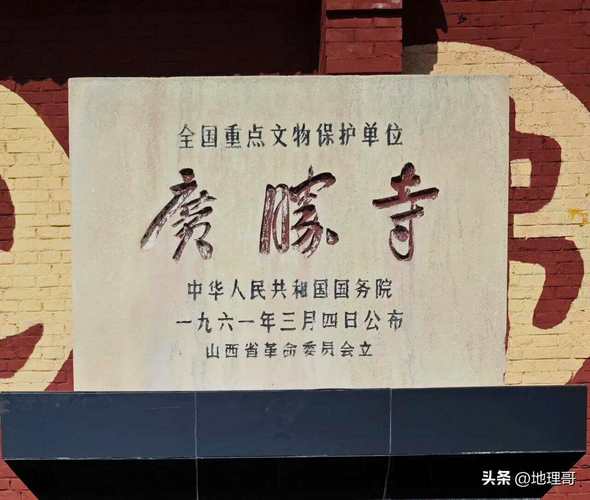 全国重点文物保护单位
廣勝寺
中华人民共和国国务院
一九六一年三月四日公布
山西省革命委员会立
头条 @地理哥